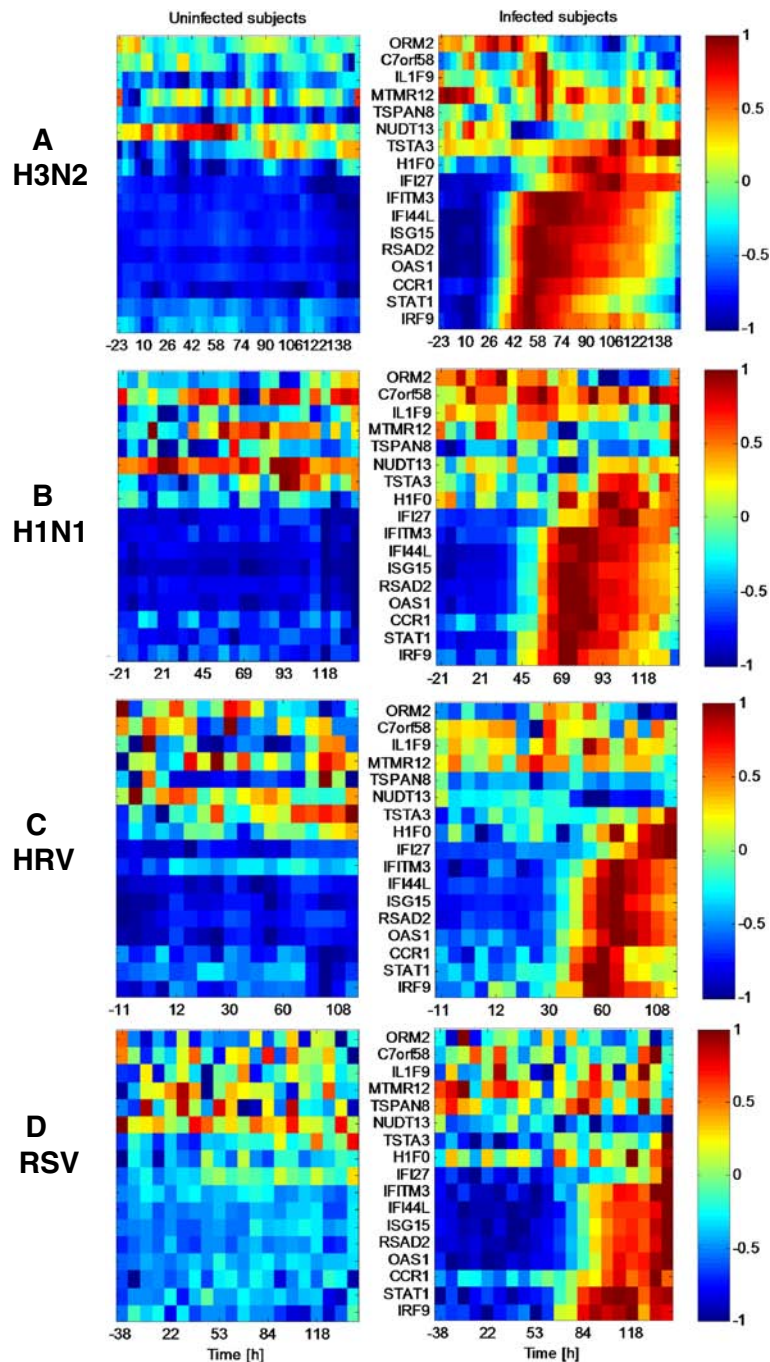 Uninfected subjects
Infected subjects
A
H3N2
ORM2
C7orf58
IL1F9
MTMR12
TSPAN8
NUDT13
TSTA3
H1F0
IFI27
IFITM3
IFI44L
ISG15
RSAD2
OAS1
CCR1
STAT1
IRF9
1
0.5
0
-0.5
-1
-23 10 26 42 58 74 90 106122138
-23 10 26 42 58 74 90 106122138
B
H1N1
ORM2
C7orf58
IL1F9
MTMR12
TSPAN8
NUDT13
TSTA3
H1F0
IFI27
IFITM3
IFI44L
ISG15
RSAD2
OAS1
CCR1
STAT1
IRF9
1
0.5
0
-0.5
-1
-21 21 45 69 93 118
-21 21 45 69 93 118
C
HRV
ORM2
C7orf58
IL1F9
MTMR12
TSPAN8
NUDT13
TSTA3
H1F0
IFI27
IFITM3
IFI44L
ISG15
RSAD2
OAS1
CCR1
STAT1
IRF9
1
0.5
0
-0.5
-1
-11 12 30 60 108
-11 12 30 60 108
D
RSV
ORM2
C7orf58
IL1F9
MTMR12
TSPAN8
NUDT13
TSTA3
H1F0
IFI27
IFITM3
IFI44L
ISG15
RSAD2
OAS1
CCR1
STAT1
IRF9
1
0.5
0
-0.5
-1
-38 22 53 84 118
-38 22 53 84 118
Time [h]
Time [h]